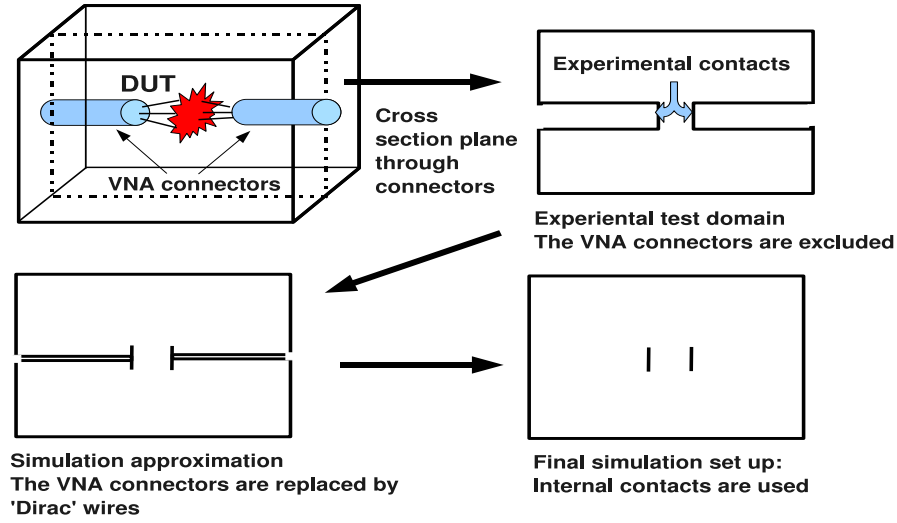 DUT
VNA connectors
Cross
section plane
through
connectors
Experimental contacts
Experiental test domain
The VNA connectors are excluded
Simulation approximation
The VNA connectors are replaced by
'Dirac' wires
Final simulation set up:
Internal contacts are used